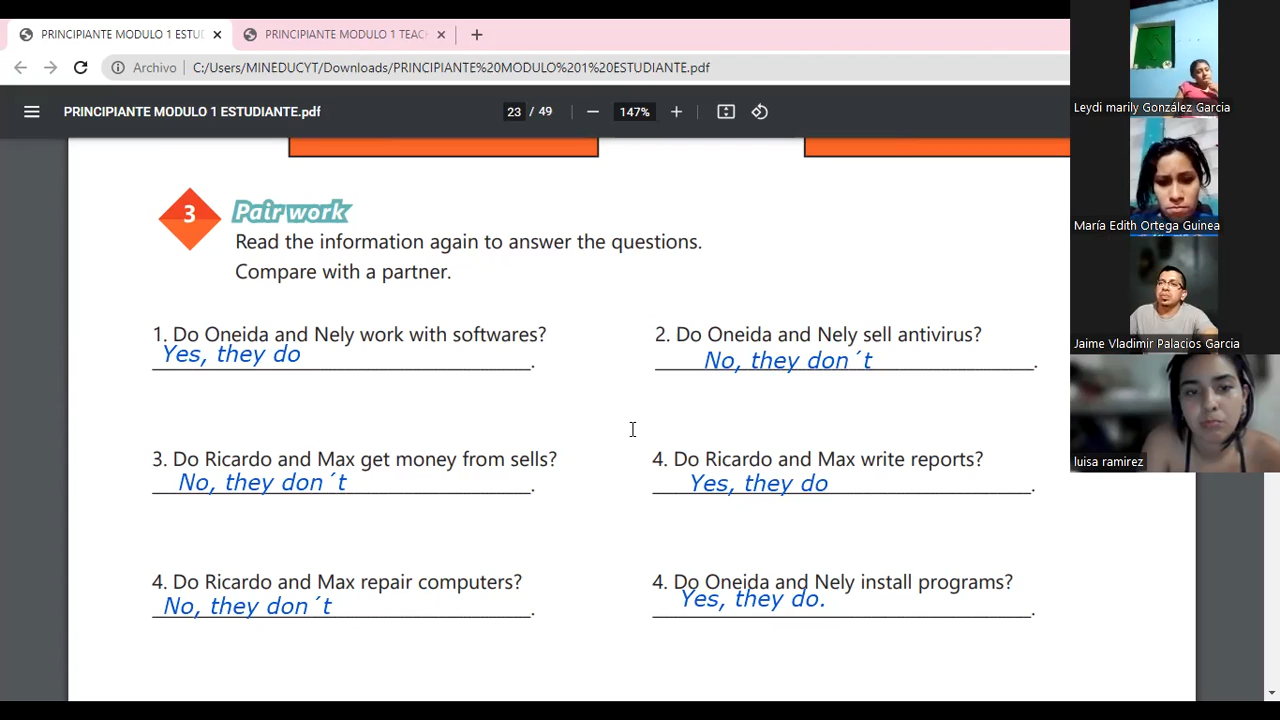 PRINCIPIANTE MODULO 1 ESTU
PRINCIPIANTE MODULO 1 TEAC
Archivo
C:/Users/MINEDUCYT/Downloads/PRINCIPIANTE%20MODULO%201%20ESTUDIANTE.pdf
PRINCIPIANTE MODULO 1 ESTUDIANTE.pdf
23 / 49
147%
3 Pair work
Read the information again to answer the questions.
Compare with a partner.
1. Do Oneida and Nely work with softwares?
Yes, they do
2. Do Oneida and Nely sell antivirus?
No, they don´t
3. Do Ricardo and Max get money from sells?
No, they don´t
4. Do Ricardo and Max write reports?
Yes, they do
4. Do Ricardo and Max repair computers?
No, they don´t
4. Do Oneida and Nely install programs?
Yes, they do.
Leydi marily González Garcia
María Edith Ortega Guinea
Jaime Vladimir Palacios Garcia
luisa ramirez